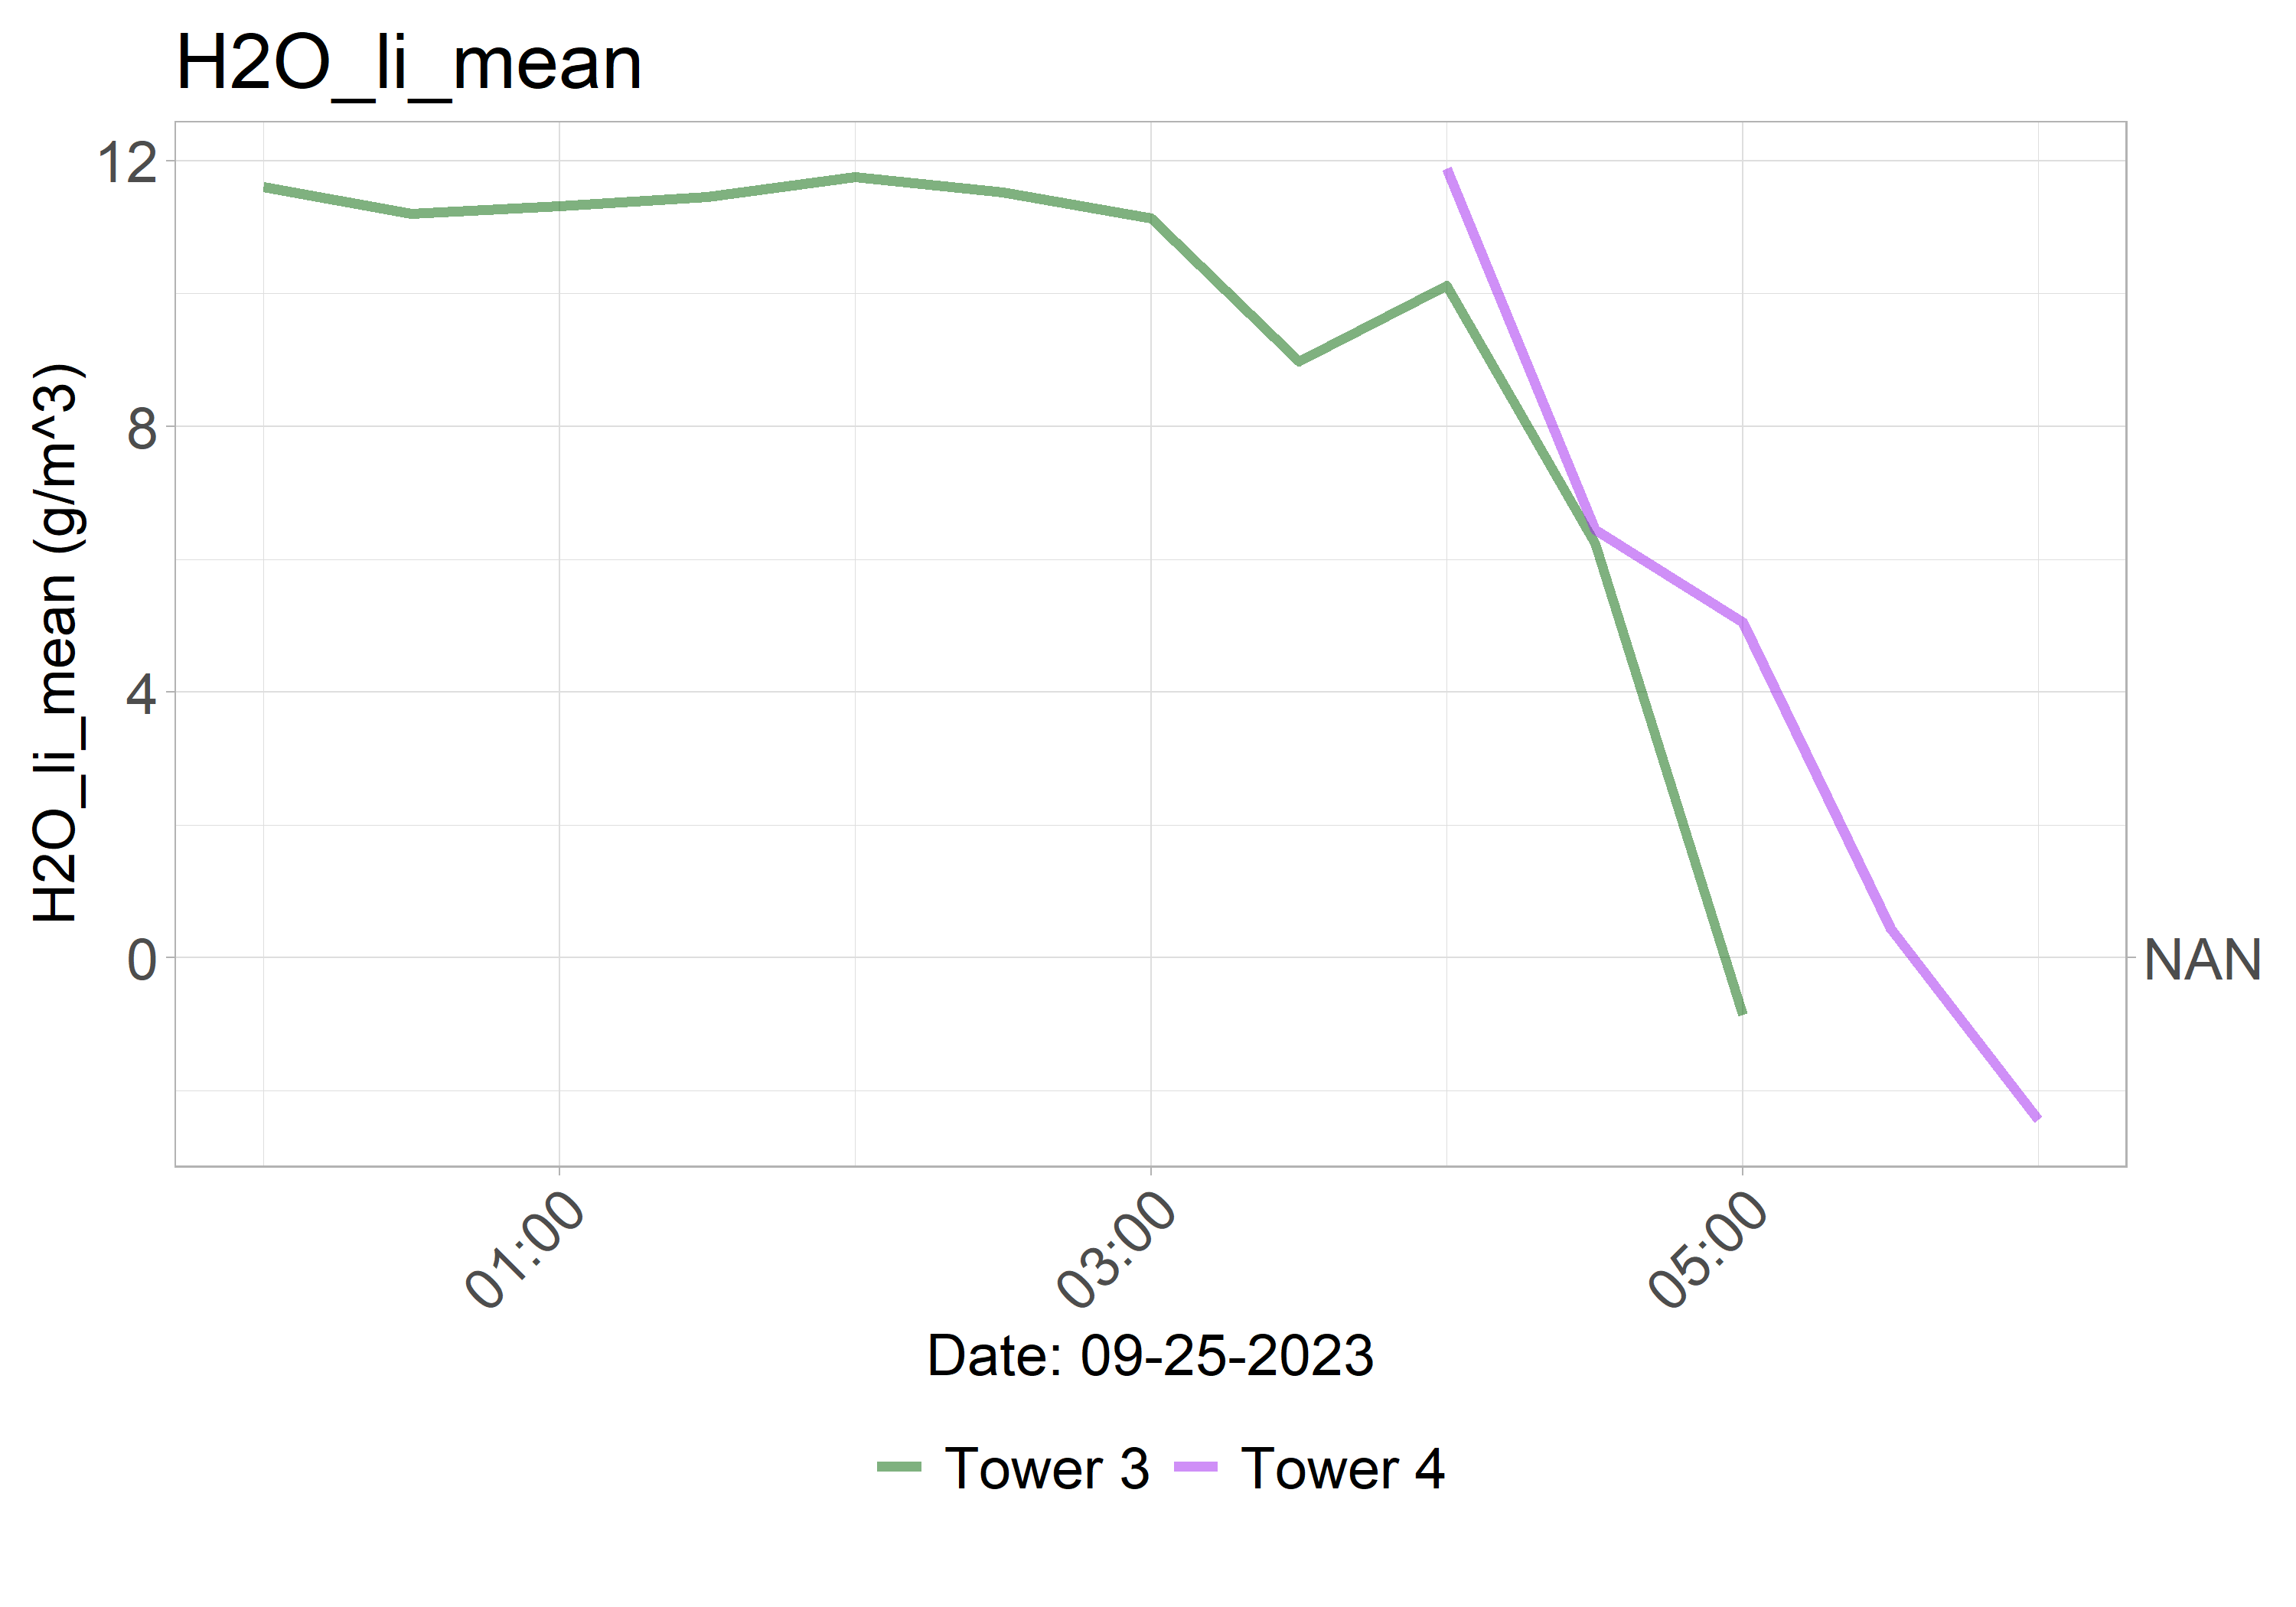 H2O_li_mean
H2O_li_mean (g/m^3)
12
8
4
0
NAN
01:00
03:00
05:00
Date: 09-25-2023
Tower 3
Tower 4